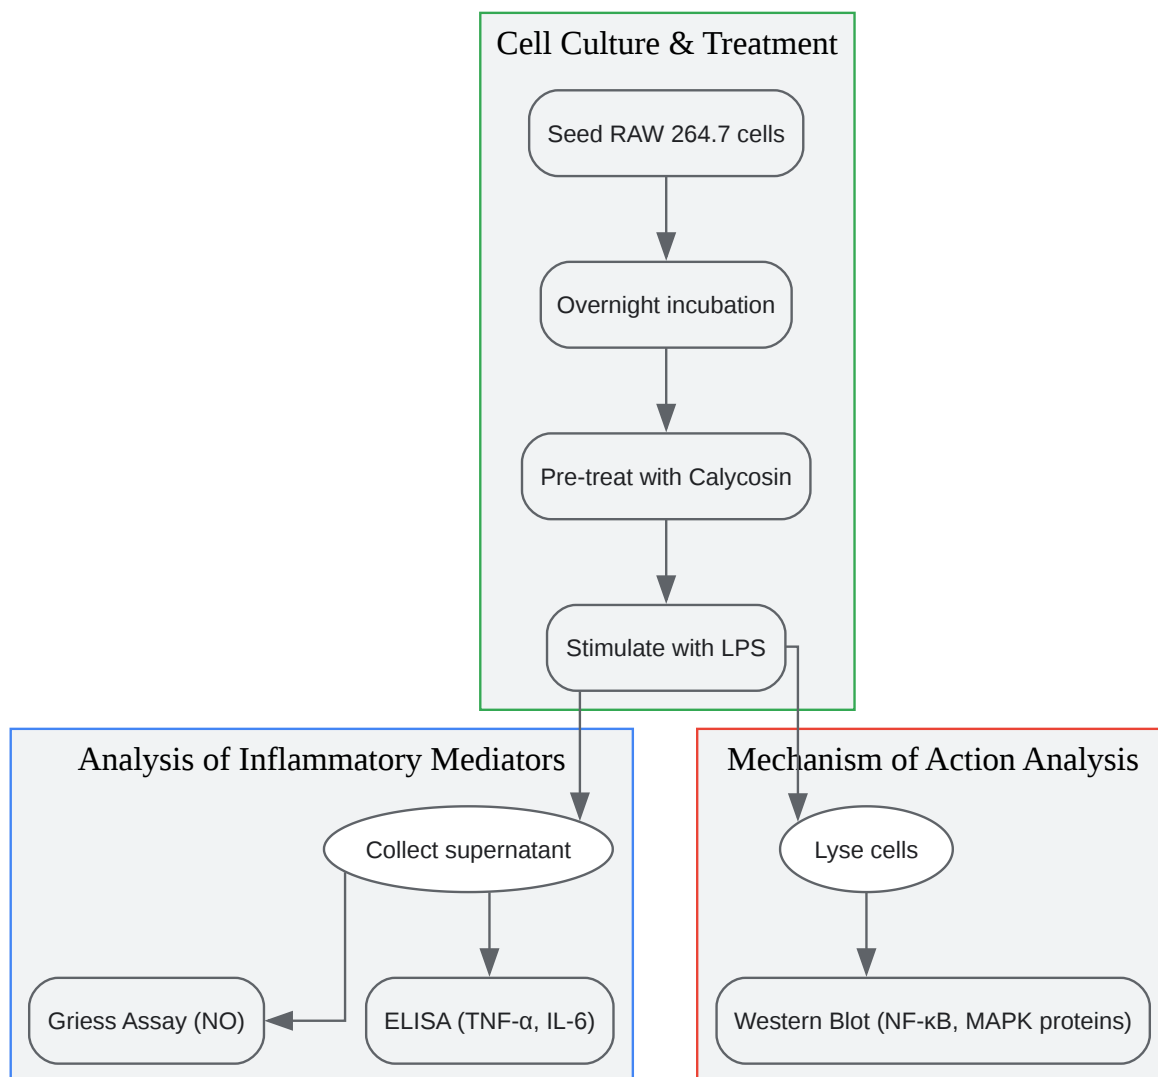 Cell Culture & Treatment
Seed RAW 264.7 cells
Overnight incubation
Pre-treat with Calycosin
Stimulate with LPS
Analysis of Inflammatory Mediators
Collect supernatant
Griess Assay (NO)
ELISA (TNF-α, IL-6)
Mechanism of Action Analysis
Lyse cells
Western Blot (NF-κB, MAPK proteins)